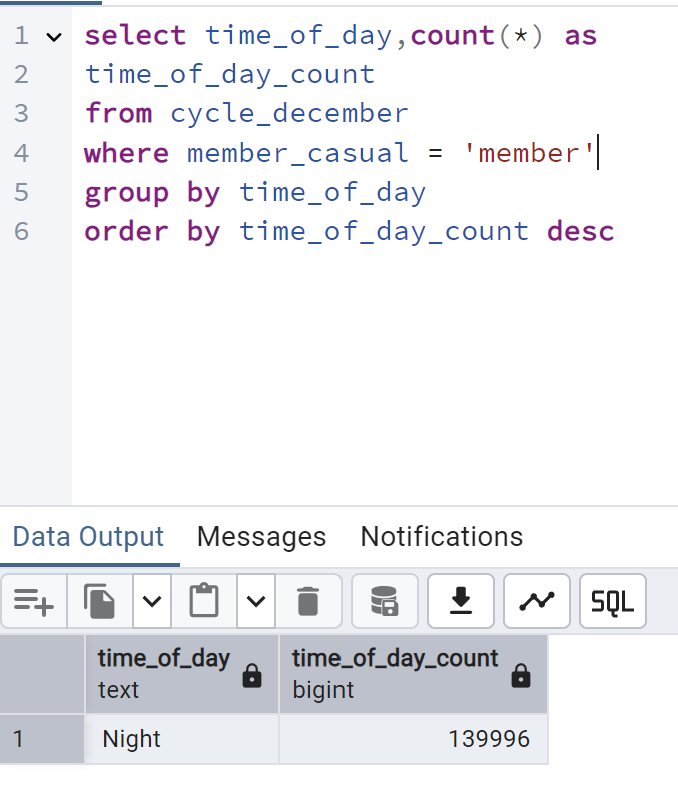 1 select time_of_day,count(*) as
2 time_of_day_count
3 from cycle_december
4 where member_casual = 'member'
5 group by time_of_day
6 order by time_of_day_count desc
Data Output Messages Notifications
SQL
time_of_day time_of_day_count
text bigint
1 Night 139996